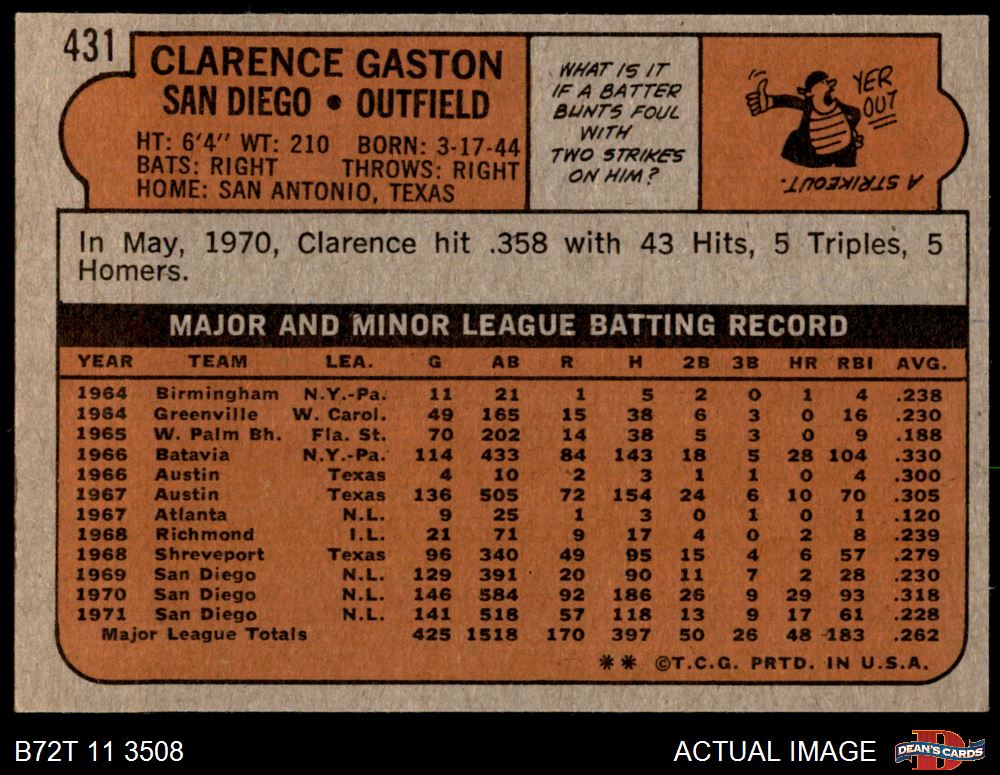 431
CLARENCE GASTON
SAN DIEGO • OUTFIELD
HT: 6'4" WT: 210 BORN: 3-17-44
BATS: RIGHT THROWS: RIGHT
HOME: SAN ANTONIO, TEXAS
WHAT IS IT
IF A BATTER
BUNTS FOUL
WITH
TWO STRIKES
ON HIM?
YER
OUT
A STRIKEOUT.
In May, 1970, Clarence hit .358 with 43 Hits, 5 Triples, 5
Homers.
MAJOR AND MINOR LEAGUE BATTING RECORD
YEAR TEAM LEA. G AB R H 2B 3B HR RBI AVG.
1964 Birmingham N.Y.-Pa. 11 21 1 5 2 0 1 4 .238
1964 Greenville W. Carol. 49 165 15 38 6 3 0 16 .230
1965 W. Palm Bh. Fla. St. 70 202 14 38 5 3 0 9 .188
1966 Batavia N.Y.-Pa. 114 433 84 143 18 5 28 104 .330
1966 Austin Texas 4 10 2 3 1 1 0 4 .300
1967 Austin Texas 136 505 72 154 24 6 10 70 .305
1967 Atlanta N.L. 9 25 1 3 0 1 0 1 .120
1968 Richmond I.L. 21 71 9 17 4 0 2 8 .239
1968 Shreveport Texas 96 340 49 95 15 4 6 57 .279
1969 San Diego N.L. 129 391 20 90 11 7 2 28 .230
1970 San Diego N.L. 146 584 92 186 26 9 29 93 .318
1971 San Diego N.L. 141 518 57 118 13 9 17 61 .228
Major League Totals 425 1518 170 397 50 26 48 183 .262
** ©T.C.G. PRTD. IN U.S.A.
B72T 11 3508
ACTUAL IMAGE
D
DEAN'S CARDS